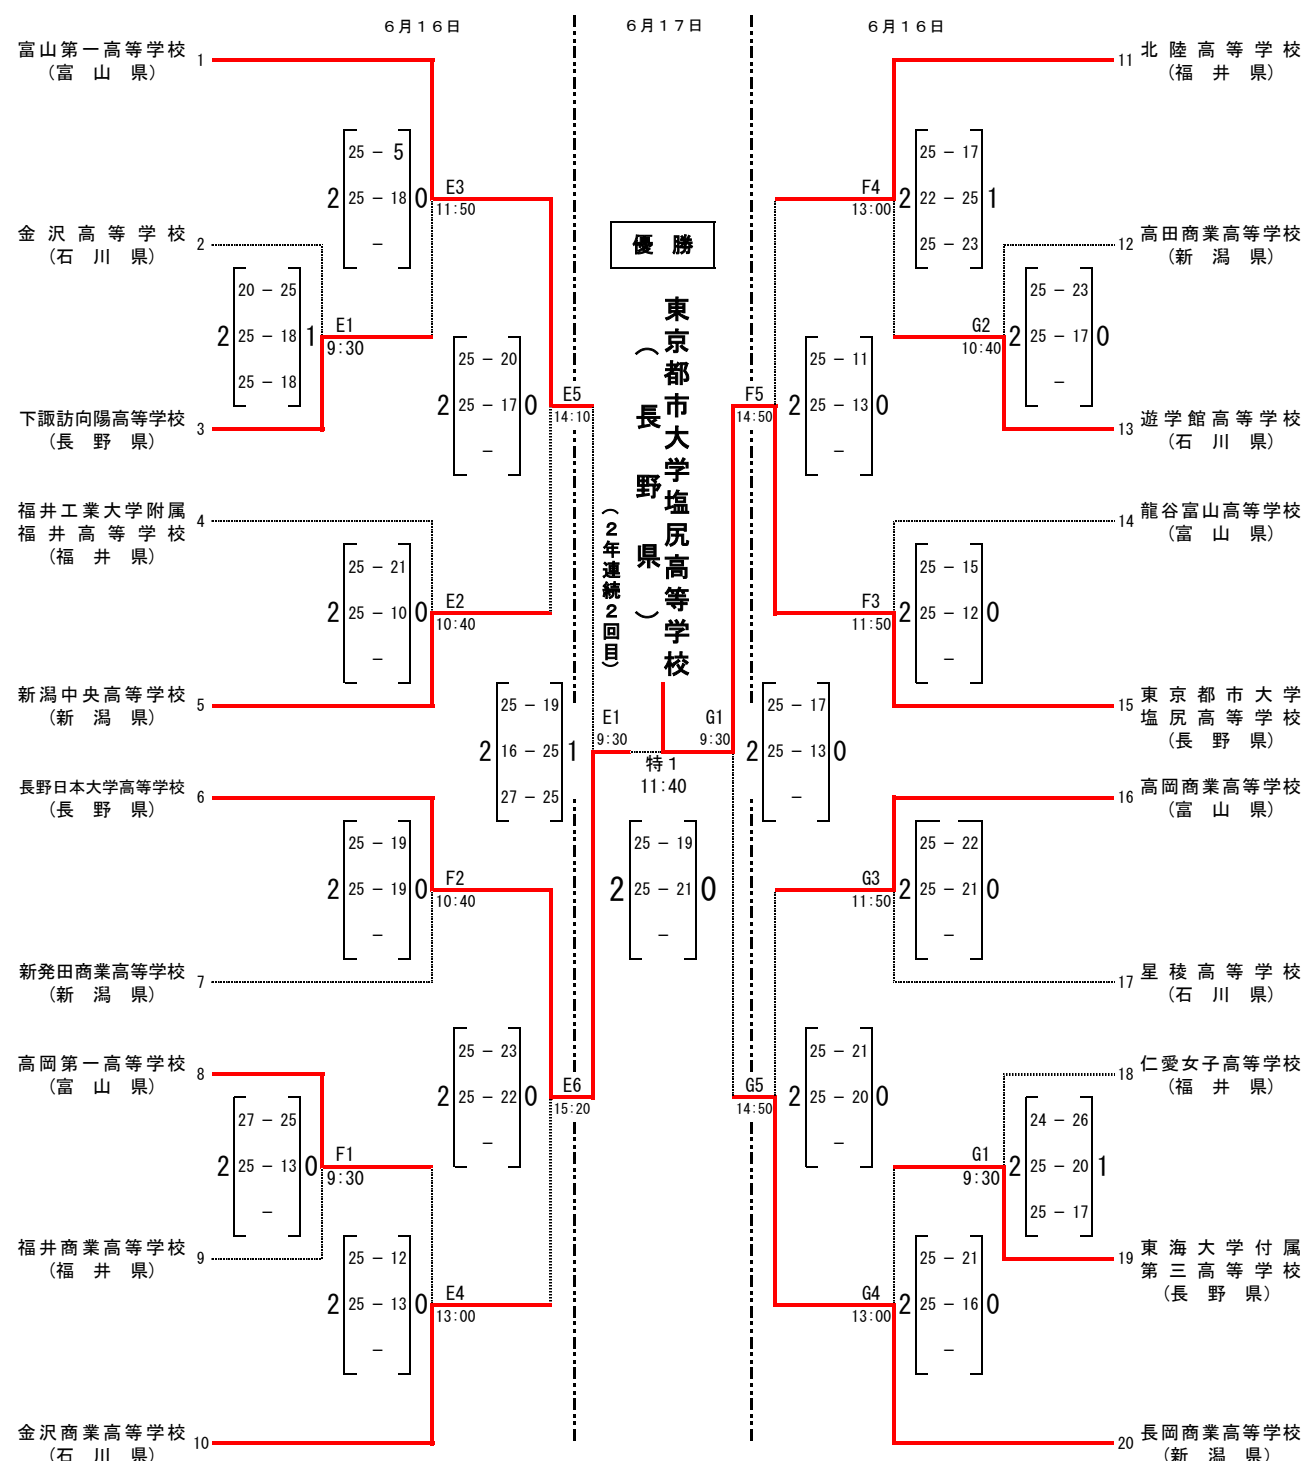 ６月１６日
６月１７日
６月１６日
富山第一高等学校
（富　山　県）
1
25 － 5
25 － 18
－
2
0
E3
11:50
金沢高等学校
（石　川　県）
2
20 － 25
25 － 18
25 － 18
2
1
E1
9:30
下諏訪向陽高等学校
（長　野　県）
3
25 － 20
25 － 17
－
2
0
E5
14:10
福井工業大学附属
福井高等学校
（福　井　県）
4
25 － 21
25 － 10
－
2
0
E2
10:40
新潟中央高等学校
（新　潟　県）
5
25 － 19
16 － 25
27 － 25
2
1
E1
9:30
長野日本大学高等学校
（長　野　県）
6
25 － 19
25 － 19
－
2
0
F2
10:40
新発田商業高等学校
（新　潟　県）
7
25 － 23
25 － 22
－
2
0
E6
15:20
高岡第一高等学校
（富　山　県）
8
27 － 25
25 － 13
－
2
0
F1
9:30
福井商業高等学校
（福　井　県）
9
25 － 12
25 － 13
－
2
0
E4
13:00
金沢商業高等学校
（石　川　県）
10
優　勝
東京都市大学塩尻高等学校
（長野県）
（２年連続２回目）
特１
11:40
25 － 19
25 － 21
－
2
0
北陸高等学校
（福　井　県）
11
F4
13:00
2
25 － 17
22 － 25
25 － 23
1
高田商業高等学校
（新　潟　県）
12
G2
10:40
2
25 － 23
25 － 17
－
0
遊学館高等学校
（石　川　県）
13
F5
14:50
2
25 － 11
25 － 13
－
0
龍谷富山高等学校
（富　山　県）
14
F3
11:50
2
25 － 15
25 － 12
－
0
東京都市大学
塩尻高等学校
（長　野　県）
15
G1
9:30
2
25 － 17
25 － 13
－
0
高岡商業高等学校
（富　山　県）
16
G3
11:50
2
25 － 22
25 － 21
－
0
星稜高等学校
（石　川　県）
17
G5
14:50
2
25 － 21
25 － 20
－
0
仁愛女子高等学校
（福　井　県）
18
G1
9:30
2
24 － 26
25 － 20
25 － 17
1
東海大学付属
第三高等学校
（長　野　県）
19
G4
13:00
2
25 － 21
25 － 16
－
0
長岡商業高等学校
（新　潟　県）
20